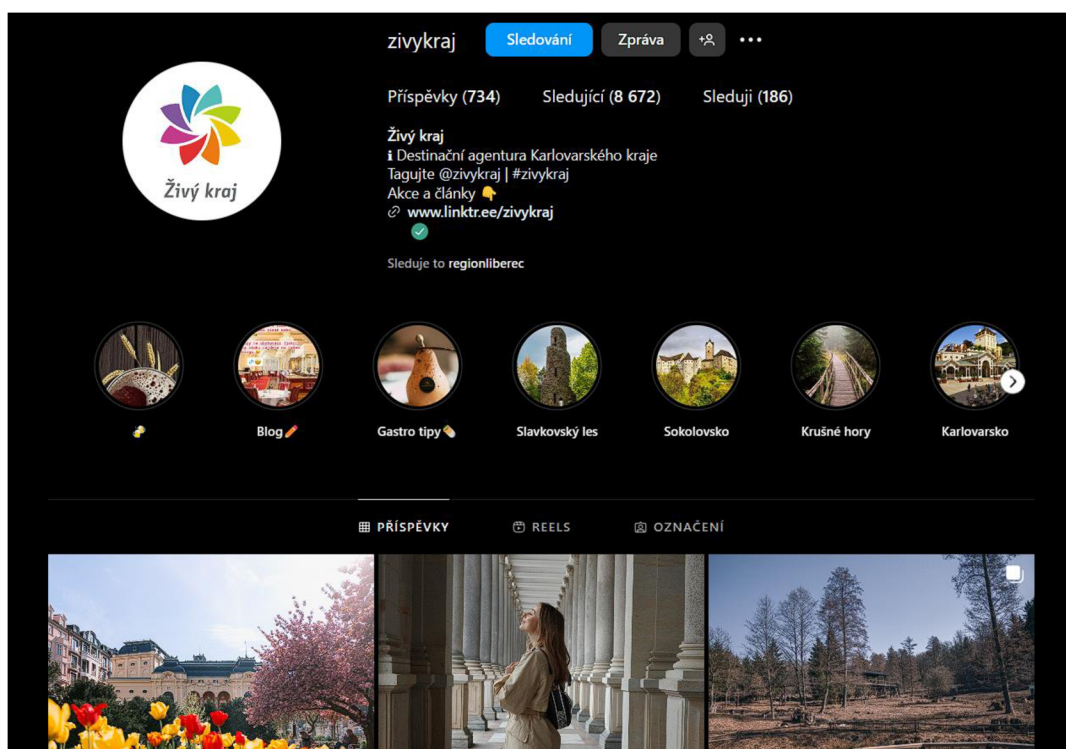 zivykraj Sledování Zpráva
Příspěvky (734) Sledující (8 672) Sleduji (186)
Živý kraj
Živý kraj
ℹ Destinační agentura Karlovarského kraje
Tagujte @zivykraj | #zivykraj
Akce a články 👇
www.linktr.ee/zivykraj
Sleduje to regionliberec
Blog Gastro tipy Slavkovský les Sokolovsko Krušné hory Karlovarsko
PŘÍSPĚVKY REELS OZNAČENÍ